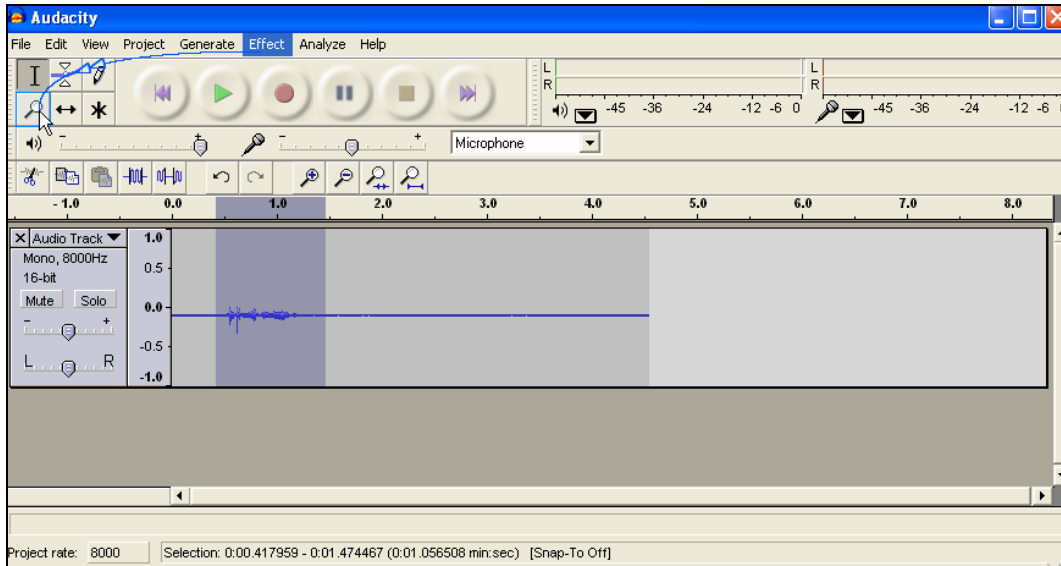 Audacity
File Edit View Project Generate Effect Analyze Help
L
R
-45 -36 -24 -12 -6 0
L
R
-45 -36 -24 -12 -6
- + - + Microphone
- 1.0 0.0 1.0 2.0 3.0 4.0 5.0 6.0 7.0 8.0
X Audio Track
Mono, 8000Hz
16-bit
Mute Solo
- +
L R
1.0
0.5
0.0
-0.5
-1.0
Project rate: 8000 Selection: 0:00.417959 - 0:01.474467 (0:01.056508 min:sec) [Snap-To Off]